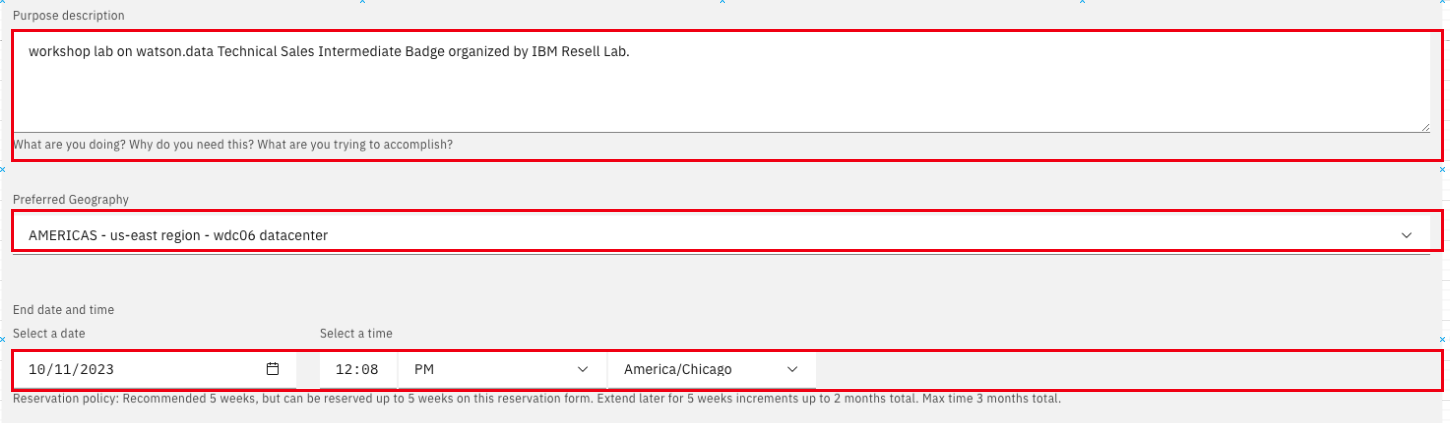 Purpose description
workshop lab on watson.data Technical Sales Intermediate Badge organized by IBM Resell Lab.
What are you doing? Why do you need this? What are you trying to accomplish?
Preferred Geography
AMERICAS - us-east region - wdc06 datacenter
End date and time
Select a date Select a time
10/11/2023 12:08 PM America/Chicago
Reservation policy: Recommended 5 weeks, but can be reserved up to 5 weeks on this reservation form. Extend later for 5 weeks increments up to 2 months total. Max time 3 months total.